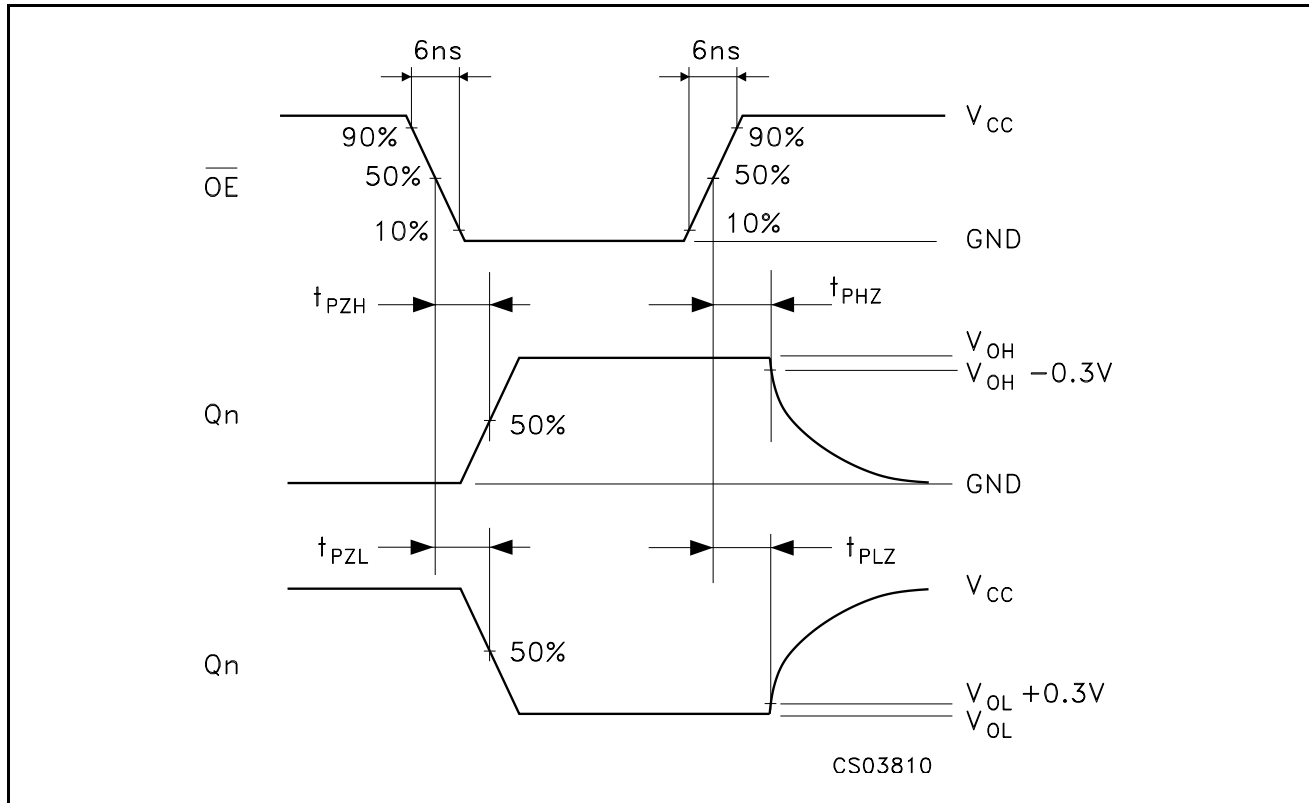 6ns 6ns
V_CC
90% 90%
O̅E̅ 50% 50%
10% 10%
GND
t_PZH t_PHZ
V_OH
V_OH −0.3V
Qn 50%
GND
t_PZL t_PLZ
V_CC
Qn 50%
V_OL +0.3V
V_OL
CS03810